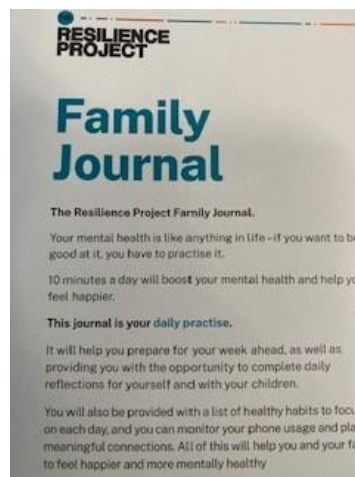 RESILIENCE
PROJECT
Family
Journal
The Resilience Project Family Journal.
Your mental health is like anything in life – if you want to be
good at it, you have to practise it.
10 minutes a day will boost your mental health and help
feel happier.
This journal is your daily practise.
It will help you prepare for your week ahead, as well as
providing you with the opportunity to complete daily
reflections for yourself and with your children.
You will also be provided with a list of healthy habits to
on each day, and you can monitor your phone usage and
meaningful connections. All of this will help you and your
to feel happier and more mentally healthy